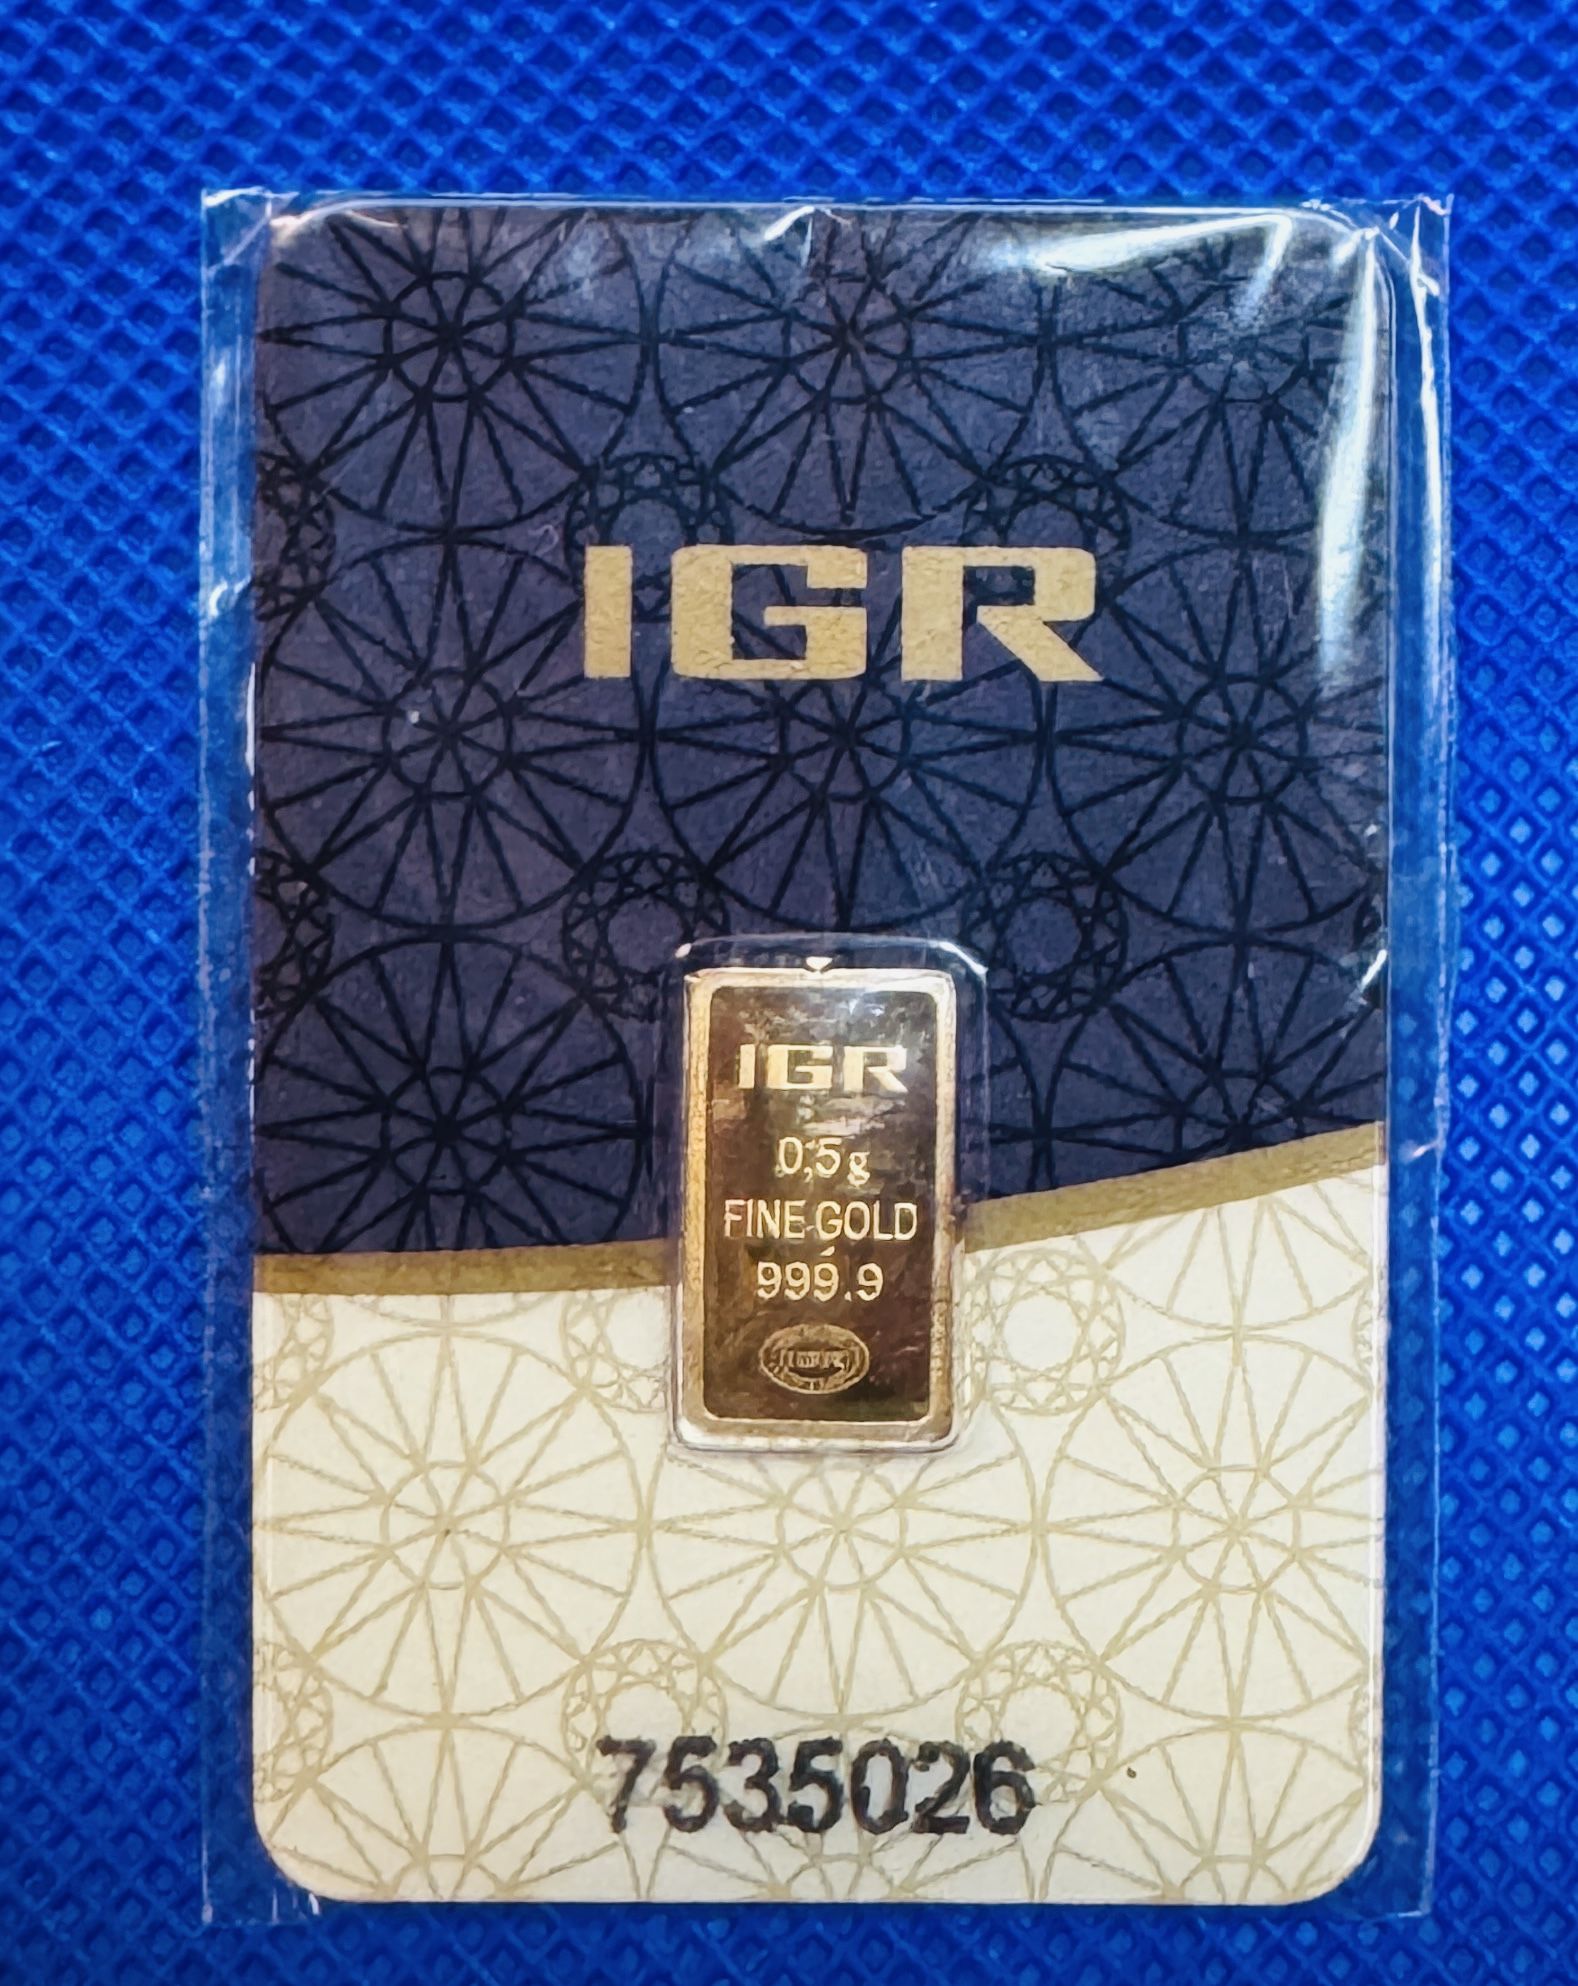 IGR
IGR
0,5g
FINE GOLD
999.9
7535026